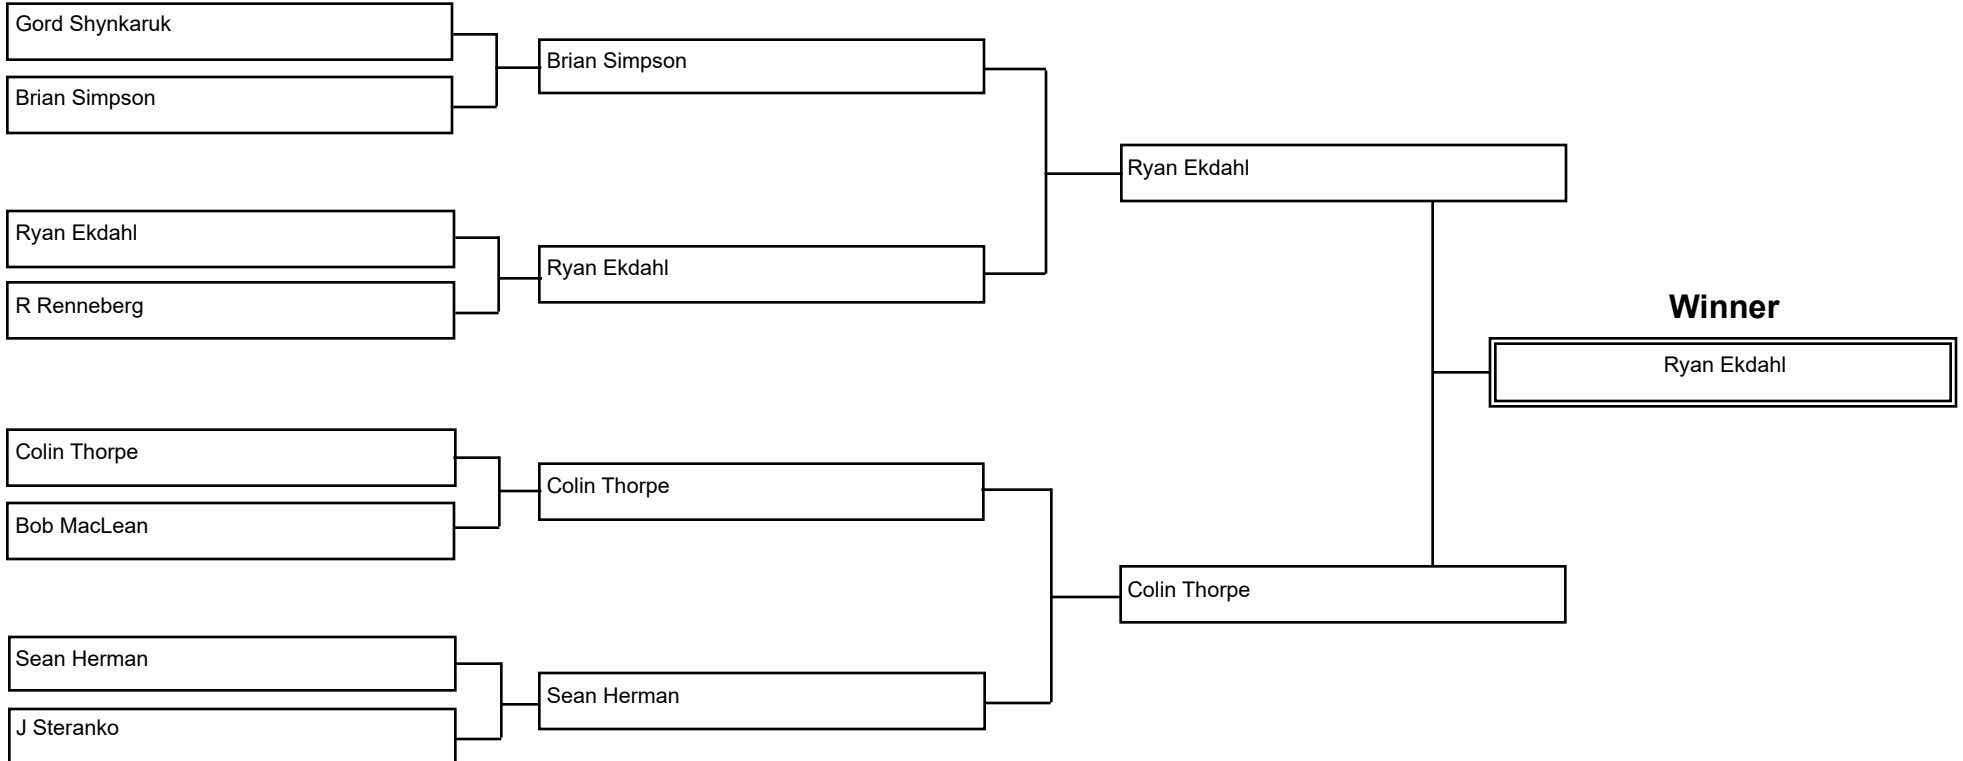 Gord Shynkaruk
Brian Simpson
Brian Simpson
Ryan Ekdahl
Ryan Ekdahl
R Renneberg
Ryan Ekdahl
Winner
Ryan Ekdahl
Colin Thorpe
Bob MacLean
Colin Thorpe
Colin Thorpe
Sean Herman
J Steranko
Sean Herman